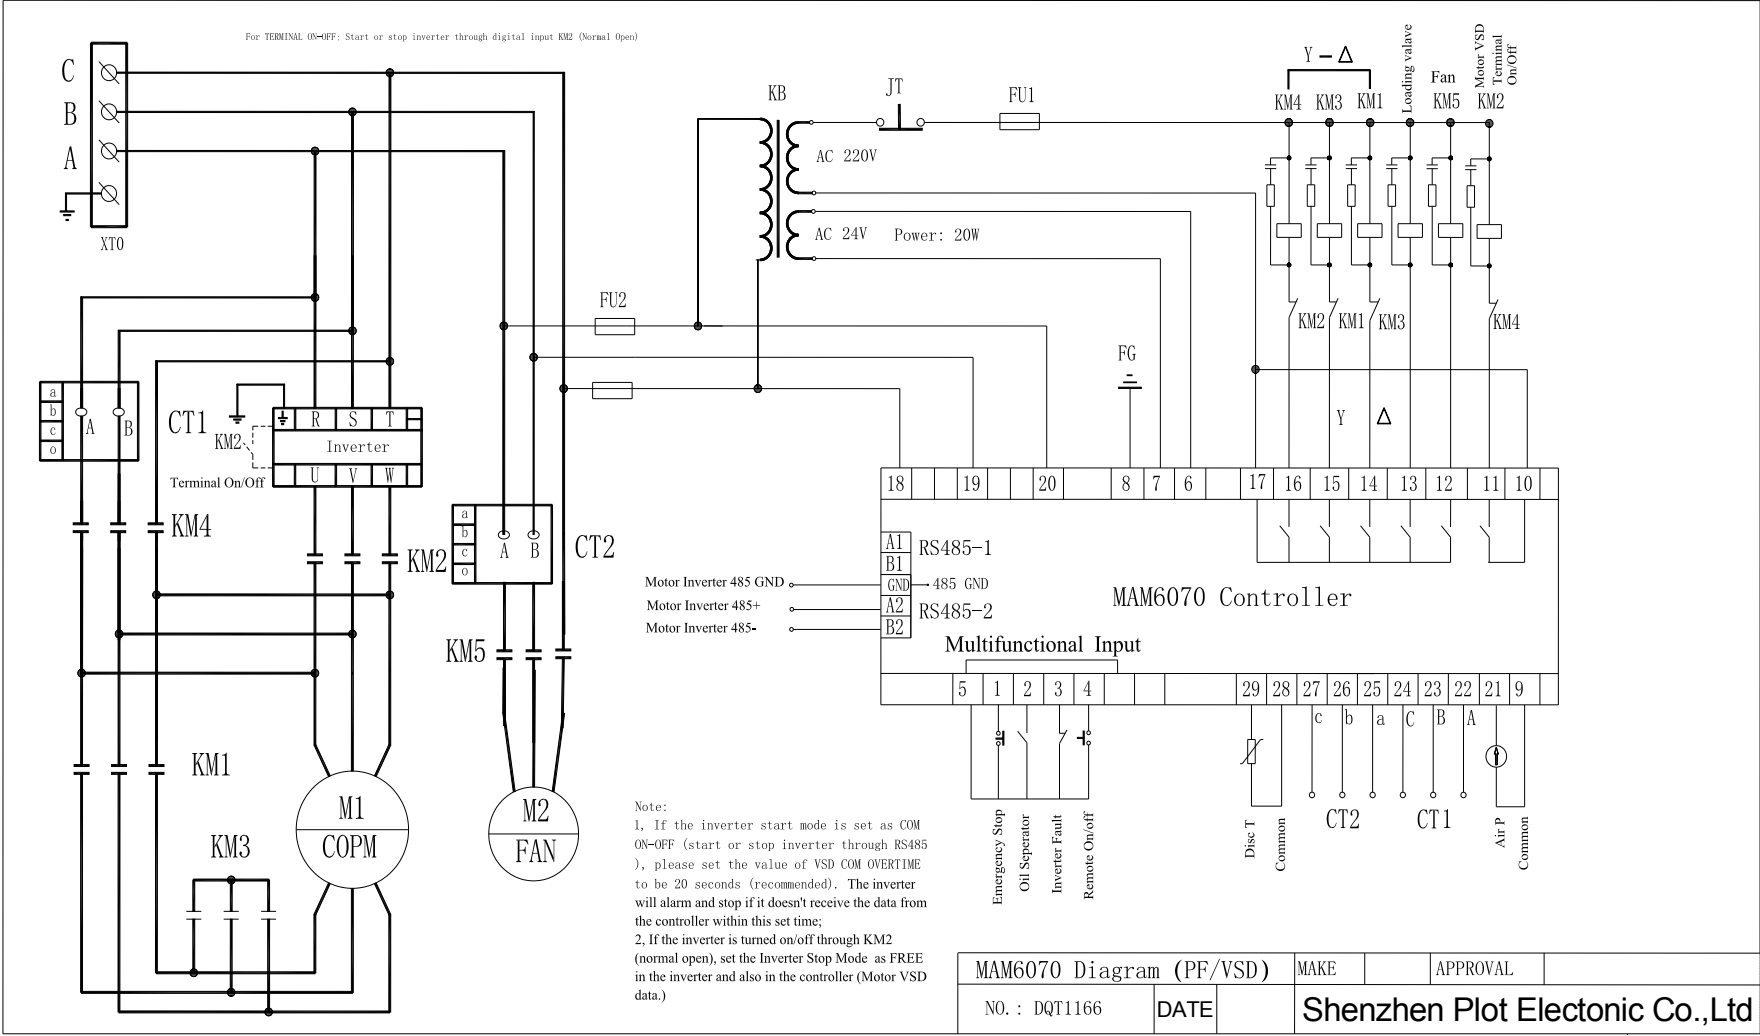 For TERMINAL ON-OFF: Start or stop inverter through digital input KM2 (Normal Open)
C
B
A
XT0
KB
JT
FU1
AC 220V
AC 24V Power: 20W
Y - Δ
KM4 KM3 KM1
Loading valave
Fan
KM5
Motor VSD
Terminal
On/Off
KM2
KM2 KM1 KM3 KM4
FU2
FG
Y Δ
a
b
c
o
A B
CT1
KM2
R S T
Inverter
U V W
Terminal On/Off
KM4
KM2
a
b
c
o
A B
CT2
KM5
KM1
KM3
M1
COPM
M2
FAN
18 19 20 8 7 6 17 16 15 14 13 12 11 10
A1
B1
GND
A2
B2
RS485-1
485 GND
RS485-2
Motor Inverter 485 GND
Motor Inverter 485+
Motor Inverter 485-
MAM6070 Controller
Multifunctional Input
5 1 2 3 4 29 28 27 26 25 24 23 22 21 9
c b a C B A
Emergency Stop
Oil Seperator
Inverter Fault
Remote On/off
Disc T
Common
CT2
CT1
Air P
Common
Note:
1, If the inverter start mode is set as COM
ON-OFF (start or stop inverter through RS485
), please set the value of VSD COM OVERTIME
to be 20 seconds (recommended). The inverter
will alarm and stop if it doesn't receive the data from
the controller within this set time;
2, If the inverter is turned on/off through KM2
(normal open), set the Inverter Stop Mode as FREE
in the inverter and also in the controller (Motor VSD
data.)
MAM6070 Diagram (PF/VSD) MAKE APPROVAL
NO.: DQT1166 DATE Shenzhen Plot Electonic Co.,Ltd